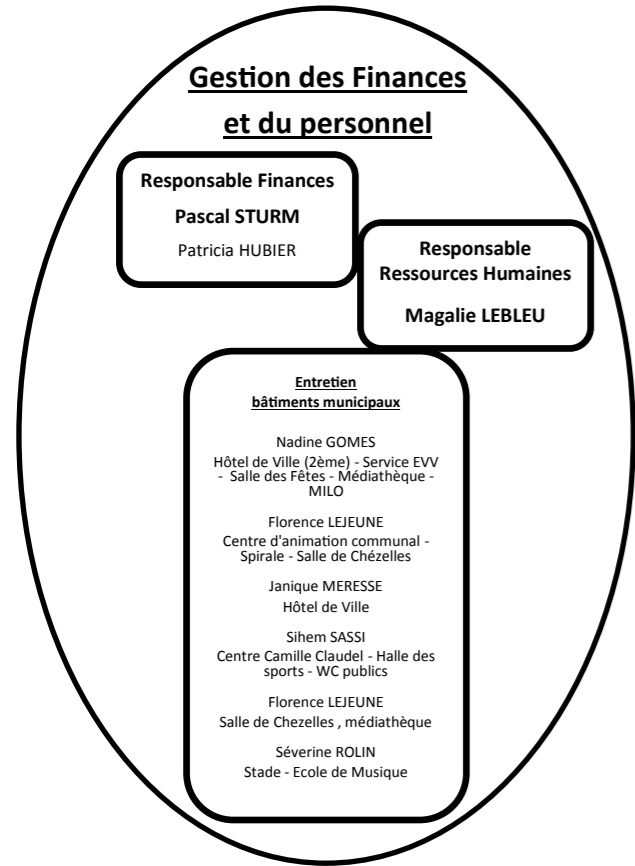 Gestion des Finances
et du personnel
Responsable Finances
Pascal STURM
Patricia HUBIER
Responsable
Ressources Humaines
Magalie LEBLEU
Entretien
bâtiments municipaux
Nadine GOMES
Hôtel de Ville (2ème) - Service EVV
- Salle des Fêtes - Médiathèque -
MILO
Florence LEJEUNE
Centre d'animation communal -
Spirale - Salle de Chézelles
Janique MERESSE
Hôtel de Ville
Sihem SASSI
Centre Camille Claudel - Halle des
sports - WC publics
Florence LEJEUNE
Salle de Chezelles , médiathèque
Séverine ROLIN
Stade - Ecole de Musique